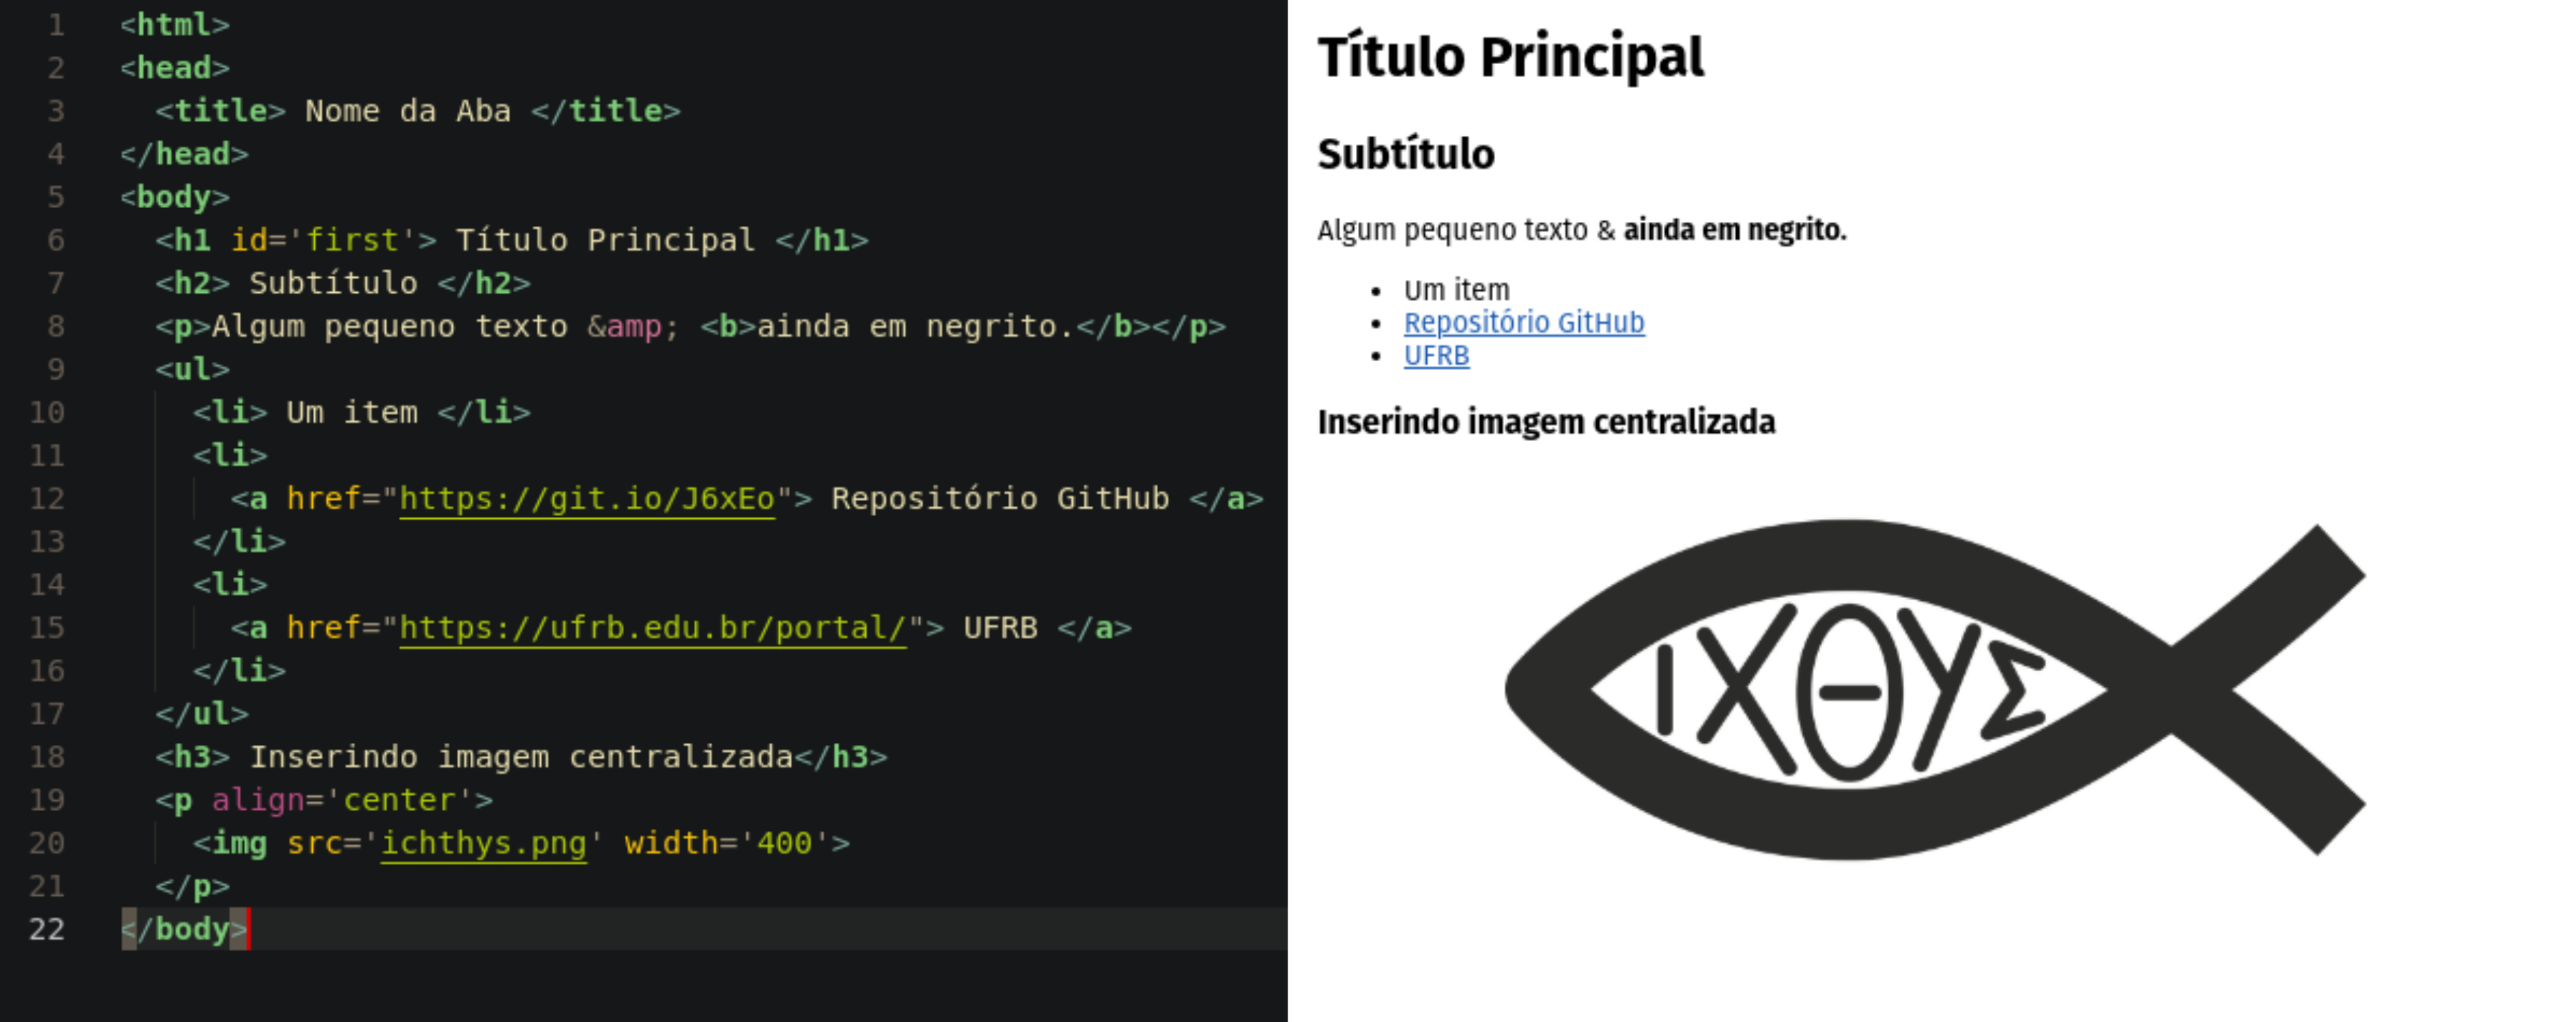 1 <html>
2 <head>
3   <title> Nome da Aba </title>
4 </head>
5 <body>
6   <h1 id='first'> Título Principal </h1>
7   <h2> Subtítulo </h2>
8   <p>Algum pequeno texto &amp; <b>ainda em negrito.</b></p>
9   <ul>
10     <li> Um item </li>
11     <li>
12       <a href="https://git.io/J6xEo"> Repositório GitHub </a>
13     </li>
14     <li>
15       <a href="https://ufrb.edu.br/portal/"> UFRB </a>
16     </li>
17   </ul>
18   <h3> Inserindo imagem centralizada</h3>
19   <p align='center'>
20     <img src='ichthys.png' width='400'>
21   </p>
22 </body>
Título Principal
Subtítulo
Algum pequeno texto & ainda em negrito.
• Um item
• Repositório GitHub
• UFRB
Inserindo imagem centralizada
ΙΧΘΥΣ